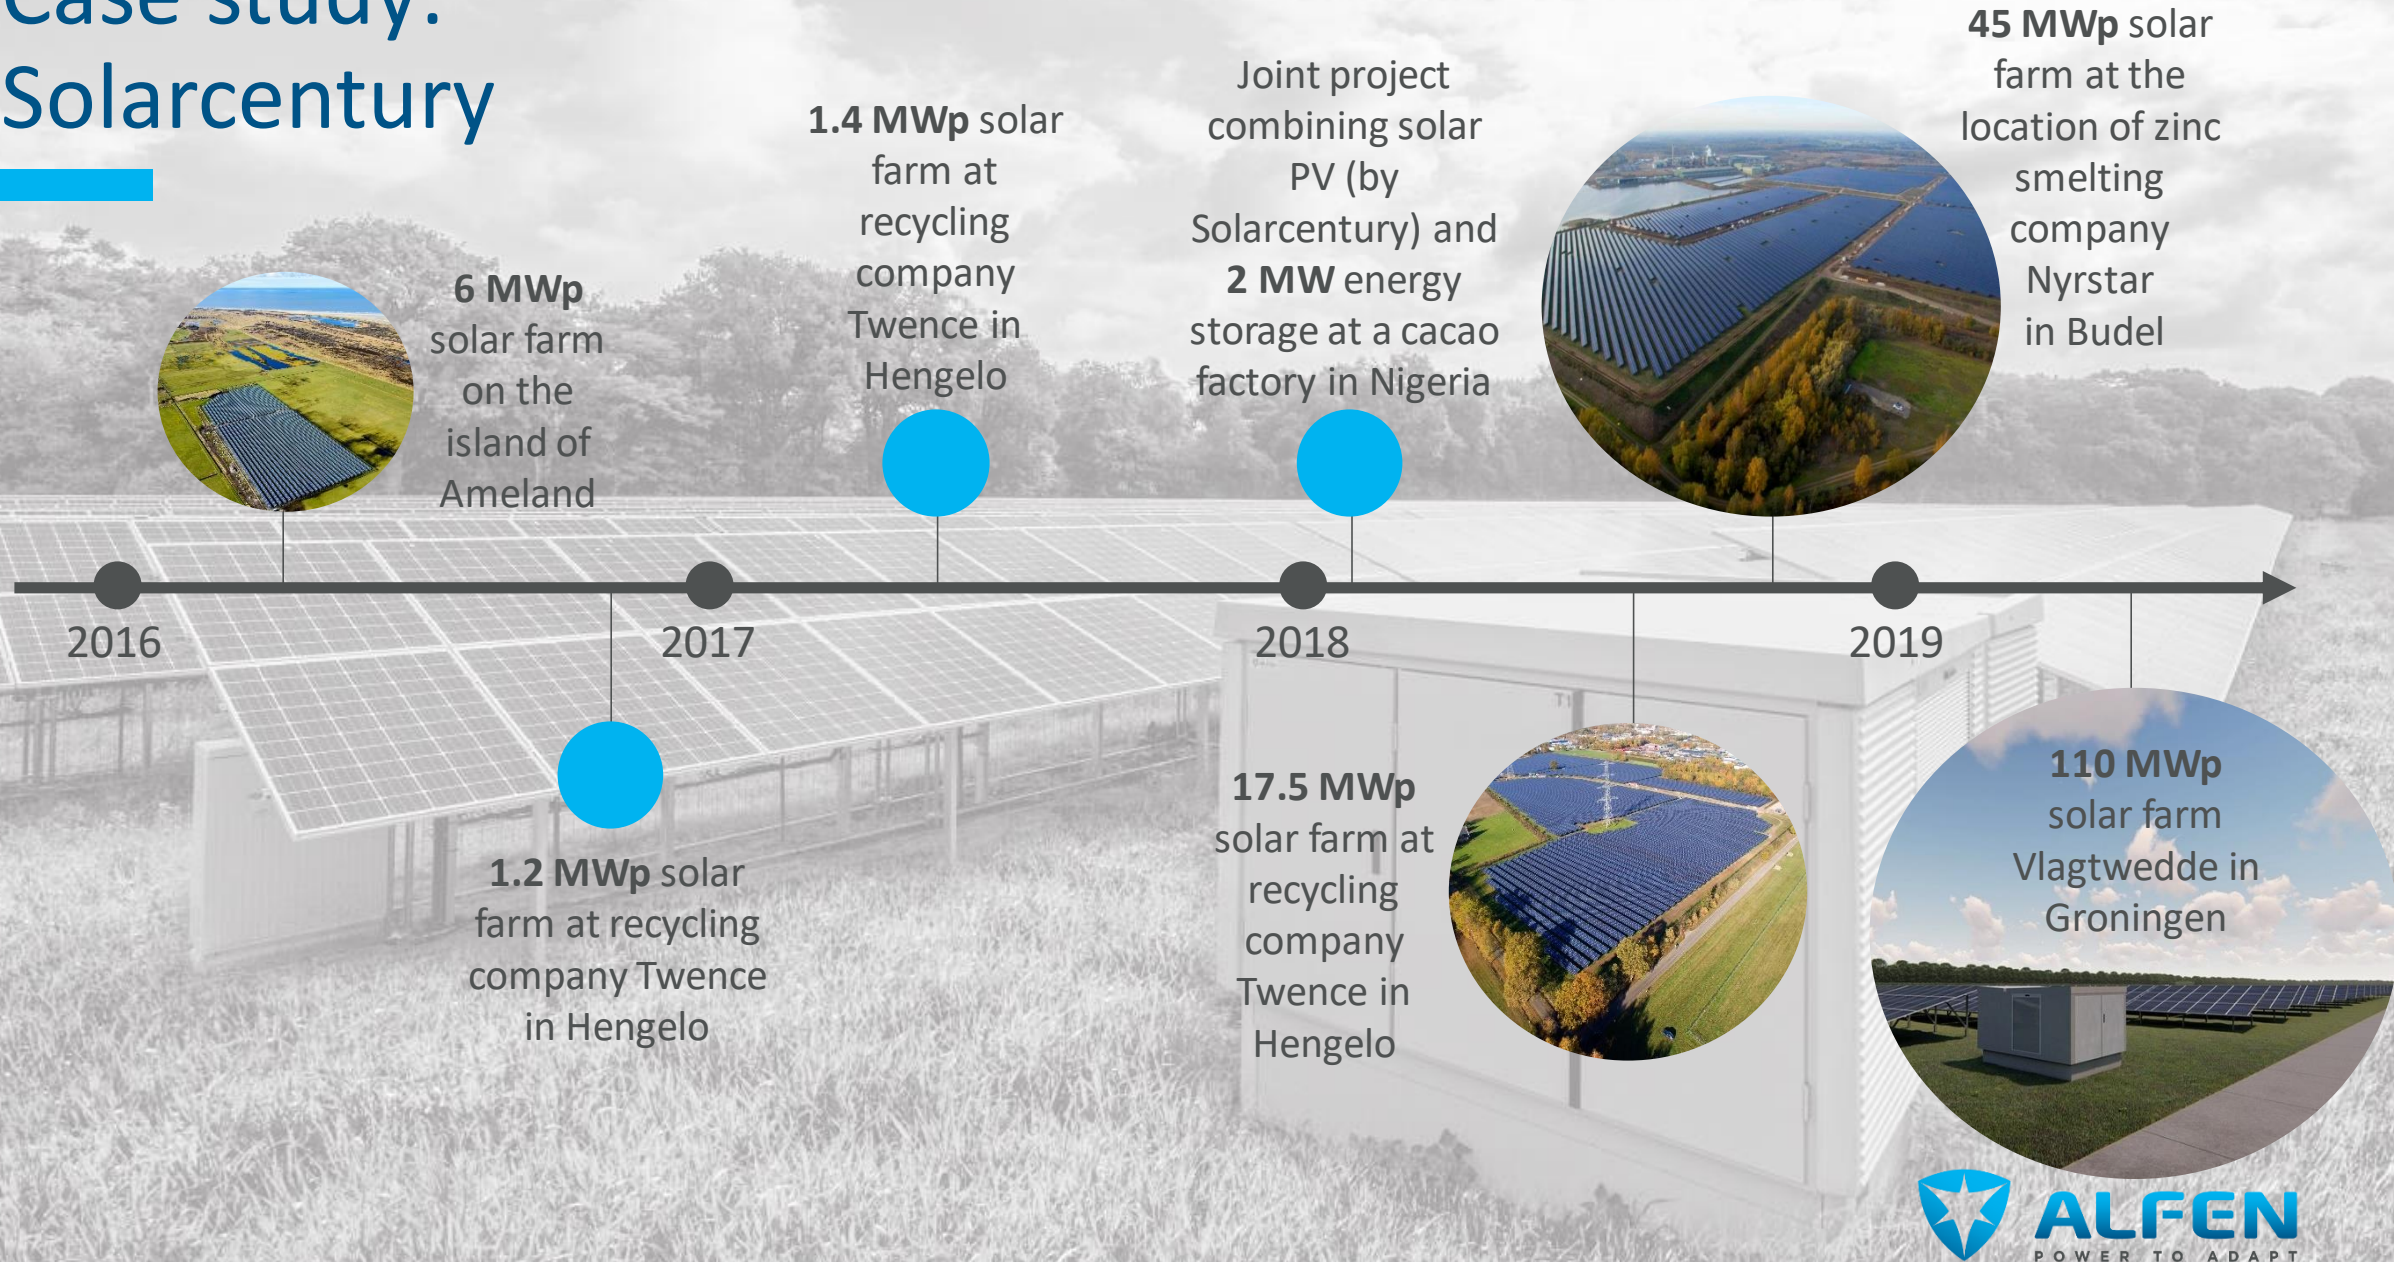 Case study:
Solarcentury
6 MWp
solar farm
on the
island of
Ameland
1.4 MWp solar
farm at
recycling
company
Twence in
Hengelo
Joint project
combining solar
PV (by
Solarcentury) and
2 MW energy
storage at a cacao
factory in Nigeria
45 MWp solar
farm at the
location of zinc
smelting
company
Nyrstar
in Budel
2016
2017
2018
2019
1.2 MWp solar
farm at recycling
company Twence
in Hengelo
17.5 MWp
solar farm at
recycling
company
Twence in
Hengelo
110 MWp
solar farm
Vlagtwedde in
Groningen
ALFEN
POWER TO ADAPT